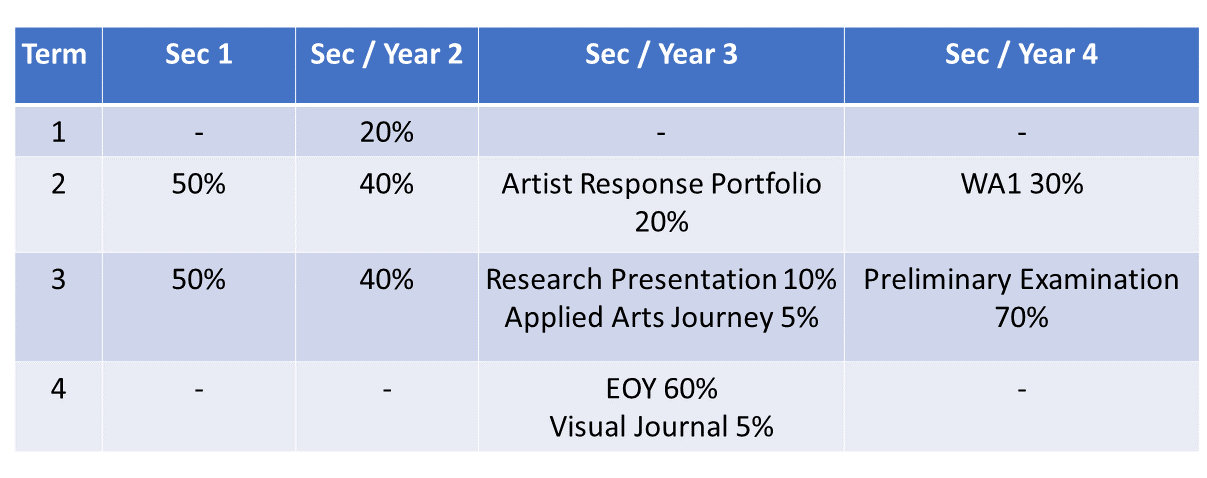 Term Sec 1 Sec / Year 2 Sec / Year 3 Sec / Year 4
1 - 20% - -
2 50% 40% Artist Response Portfolio WA1 30%
20%
3 50% 40% Research Presentation 10% Preliminary Examination
Applied Arts Journey 5% 70%
4 - - EOY 60% -
Visual Journal 5%